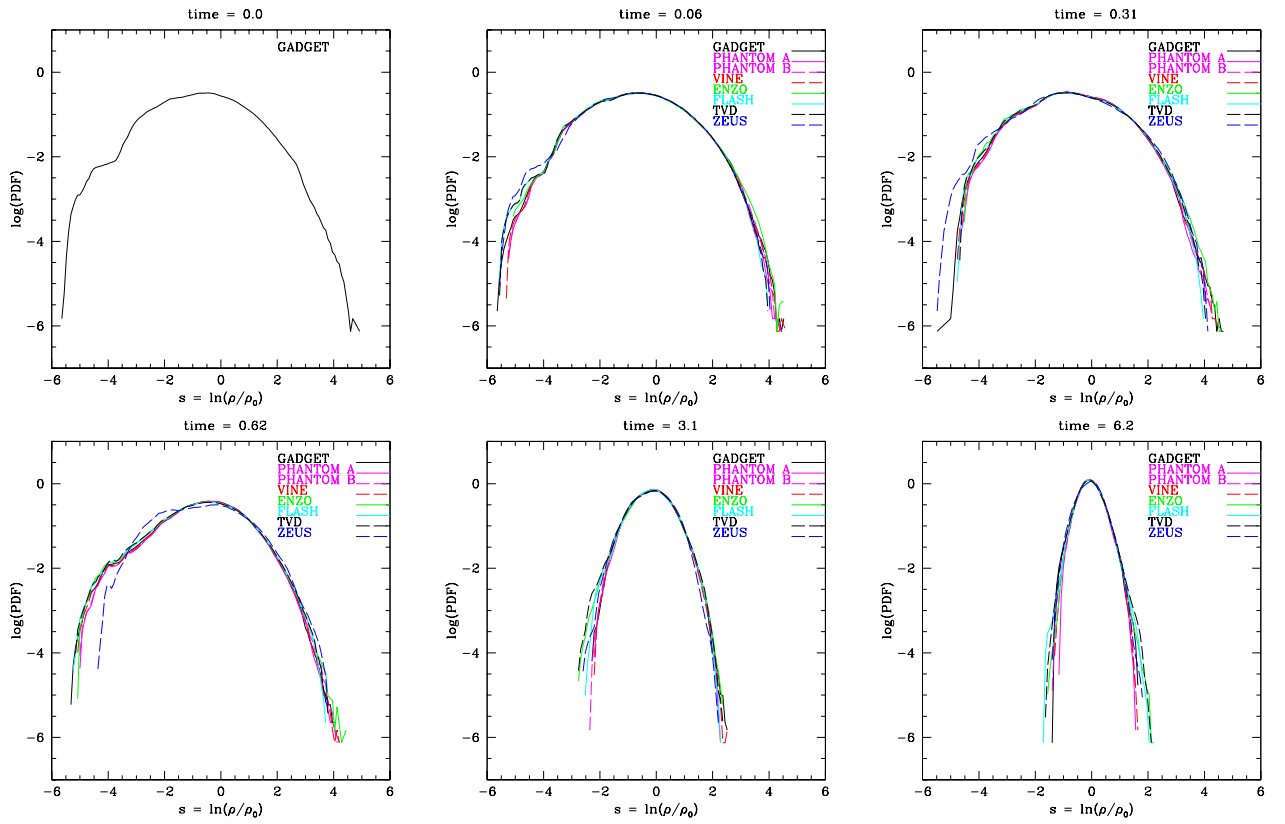 time = 0.0
GADGET
0
−2
−4
−6
log(PDF)
−6 −4 −2 0 2 4 6
s = ln(ρ/ρ₀)
time = 0.06
GADGET
PHANTOM A
PHANTOM B
VINE
ENZO
FLASH
TVD
ZEUS
0
−2
−4
−6
log(PDF)
−6 −4 −2 0 2 4 6
s = ln(ρ/ρ₀)
time = 0.31
GADGET
PHANTOM A
PHANTOM B
VINE
ENZO
FLASH
TVD
ZEUS
0
−2
−4
−6
log(PDF)
−6 −4 −2 0 2 4 6
s = ln(ρ/ρ₀)
time = 0.62
GADGET
PHANTOM A
PHANTOM B
VINE
ENZO
FLASH
TVD
ZEUS
0
−2
−4
−6
log(PDF)
−6 −4 −2 0 2 4 6
s = ln(ρ/ρ₀)
time = 3.1
GADGET
PHANTOM A
PHANTOM B
VINE
ENZO
FLASH
TVD
ZEUS
0
−2
−4
−6
log(PDF)
−6 −4 −2 0 2 4 6
s = ln(ρ/ρ₀)
time = 6.2
GADGET
PHANTOM A
PHANTOM B
VINE
ENZO
FLASH
TVD
ZEUS
0
−2
−4
−6
log(PDF)
−6 −4 −2 0 2 4 6
s = ln(ρ/ρ₀)